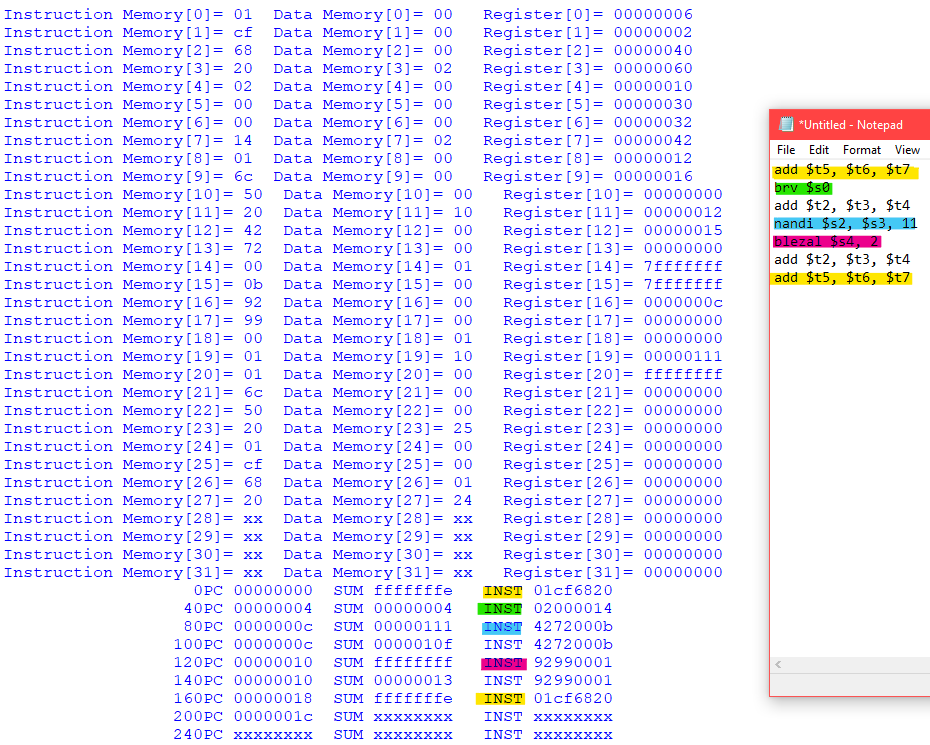 Instruction Memory[0]= 01  Data Memory[0]= 00   Register[0]= 00000006
Instruction Memory[1]= cf  Data Memory[1]= 00   Register[1]= 00000002
Instruction Memory[2]= 68  Data Memory[2]= 00   Register[2]= 00000040
Instruction Memory[3]= 20  Data Memory[3]= 02   Register[3]= 00000060
Instruction Memory[4]= 02  Data Memory[4]= 00   Register[4]= 00000010
Instruction Memory[5]= 00  Data Memory[5]= 00   Register[5]= 00000030
Instruction Memory[6]= 00  Data Memory[6]= 00   Register[6]= 00000032
Instruction Memory[7]= 14  Data Memory[7]= 02   Register[7]= 00000042
Instruction Memory[8]= 01  Data Memory[8]= 00   Register[8]= 00000012
Instruction Memory[9]= 6c  Data Memory[9]= 00   Register[9]= 00000016
Instruction Memory[10]= 50  Data Memory[10]= 00   Register[10]= 00000000
Instruction Memory[11]= 20  Data Memory[11]= 10   Register[11]= 00000012
Instruction Memory[12]= 42  Data Memory[12]= 00   Register[12]= 00000015
Instruction Memory[13]= 72  Data Memory[13]= 00   Register[13]= 00000000
Instruction Memory[14]= 00  Data Memory[14]= 01   Register[14]= 7fffffff
Instruction Memory[15]= 0b  Data Memory[15]= 00   Register[15]= 7fffffff
Instruction Memory[16]= 92  Data Memory[16]= 00   Register[16]= 0000000c
Instruction Memory[17]= 99  Data Memory[17]= 00   Register[17]= 00000000
Instruction Memory[18]= 00  Data Memory[18]= 01   Register[18]= 00000000
Instruction Memory[19]= 01  Data Memory[19]= 10   Register[19]= 00000111
Instruction Memory[20]= 01  Data Memory[20]= 00   Register[20]= ffffffff
Instruction Memory[21]= 6c  Data Memory[21]= 00   Register[21]= 00000000
Instruction Memory[22]= 50  Data Memory[22]= 00   Register[22]= 00000000
Instruction Memory[23]= 20  Data Memory[23]= 25   Register[23]= 00000000
Instruction Memory[24]= 01  Data Memory[24]= 00   Register[24]= 00000000
Instruction Memory[25]= cf  Data Memory[25]= 00   Register[25]= 00000000
Instruction Memory[26]= 68  Data Memory[26]= 01   Register[26]= 00000000
Instruction Memory[27]= 20  Data Memory[27]= 24   Register[27]= 00000000
Instruction Memory[28]= xx  Data Memory[28]= xx   Register[28]= 00000000
Instruction Memory[29]= xx  Data Memory[29]= xx   Register[29]= 00000000
Instruction Memory[30]= xx  Data Memory[30]= xx   Register[30]= 00000000
Instruction Memory[31]= xx  Data Memory[31]= xx   Register[31]= 00000000
0PC 00000000  SUM fffffffe   INST 01cf6820
40PC 00000004  SUM 00000004   INST 02000014
80PC 0000000c  SUM 00000111   INST 4272000b
100PC 0000000c  SUM 0000010f   INST 4272000b
120PC 00000010  SUM ffffffff   INST 92990001
140PC 00000010  SUM 00000013   INST 92990001
160PC 00000018  SUM fffffffe   INST 01cf6820
200PC 0000001c  SUM xxxxxxxx   INST xxxxxxxx
240PC xxxxxxxx  SUM xxxxxxxx   INST xxxxxxxx
*Untitled - Notepad
File Edit Format View
add $t5, $t6, $t7
brv $s0
add $t2, $t3, $t4
nandi $s2, $s3, 11
blezal $s4, 2
add $t2, $t3, $t4
add $t5, $t6, $t7